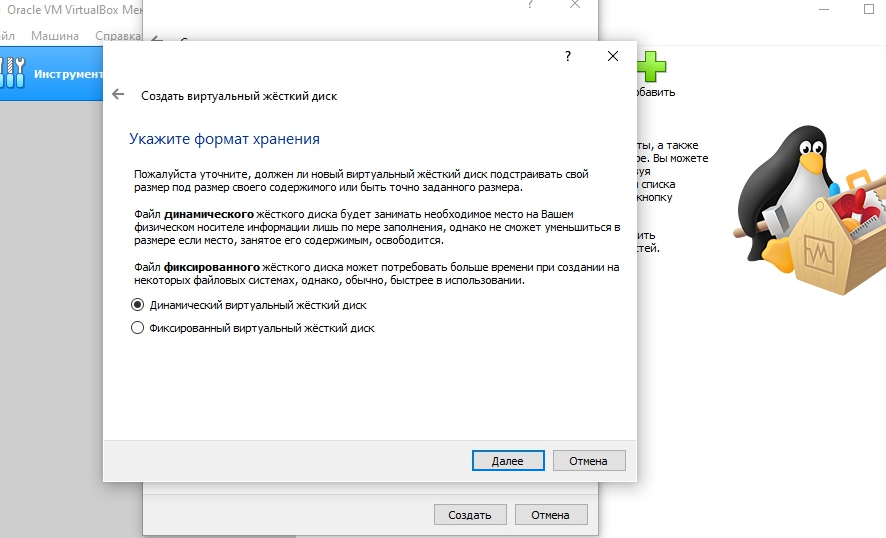 Oracle VM VirtualBox
Машина Справка
Инструмент
?
Создать виртуальный жёсткий диск
Укажите формат хранения
Пожалуйста уточните, должен ли новый виртуальный жёсткий диск подстраивать свой
размер под размер своего содержимого или быть точно заданного размера.
Файл динамического жёсткого диска будет занимать необходимое место на Вашем
физическом носителе информации лишь по мере заполнения, однако не сможет уменьшиться в
размере если место, занятое его содержимым, освободится.
Файл фиксированного жёсткого диска может потребовать больше времени при создании на
некоторых файловых системах, однако, обычно, быстрее в использовании.
Динамический виртуальный жёсткий диск
Фиксированный виртуальный жёсткий диск
Далее Отмена
Создать Отмена
обавить
ты, а также
ре. Вы можете
зуя
списка
кнопку
ить
стей.